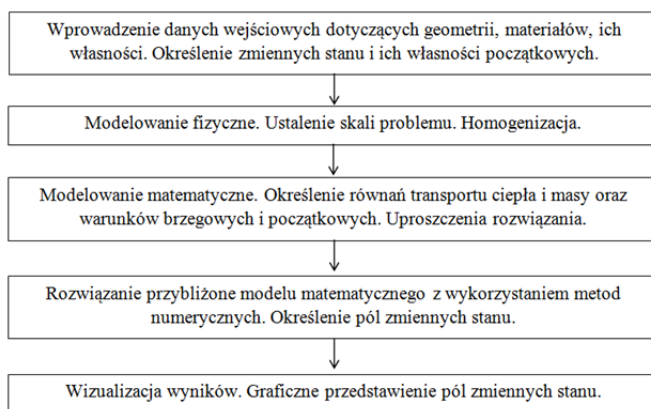 Wprowadzenie danych wejściowych dotyczących geometrii, materiałów, ich
własności. Określenie zmiennych stanu i ich własności początkowych.
Modelowanie fizyczne. Ustalenie skali problemu. Homogenizacja.
Modelowanie matematyczne. Określenie równań transportu ciepła i masy oraz
warunków brzegowych i początkowych. Uproszczenia rozwiązania.
Rozwiązanie przybliżone modelu matematycznego z wykorzystaniem metod
numerycznych. Określenie pól zmiennych stanu.
Wizualizacja wyników. Graficzne przedstawienie pól zmiennych stanu.